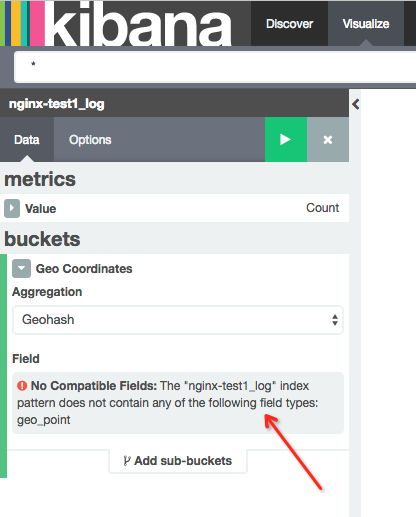 kibana
Discover
Visualize
*
nginx-test1_log
Data
Options
metrics
Value
Count
buckets
Geo Coordinates
Aggregation
Geohash
Field
No Compatible Fields: The "nginx-test1_log" index
pattern does not contain any of the following field types:
geo_point
Add sub-buckets